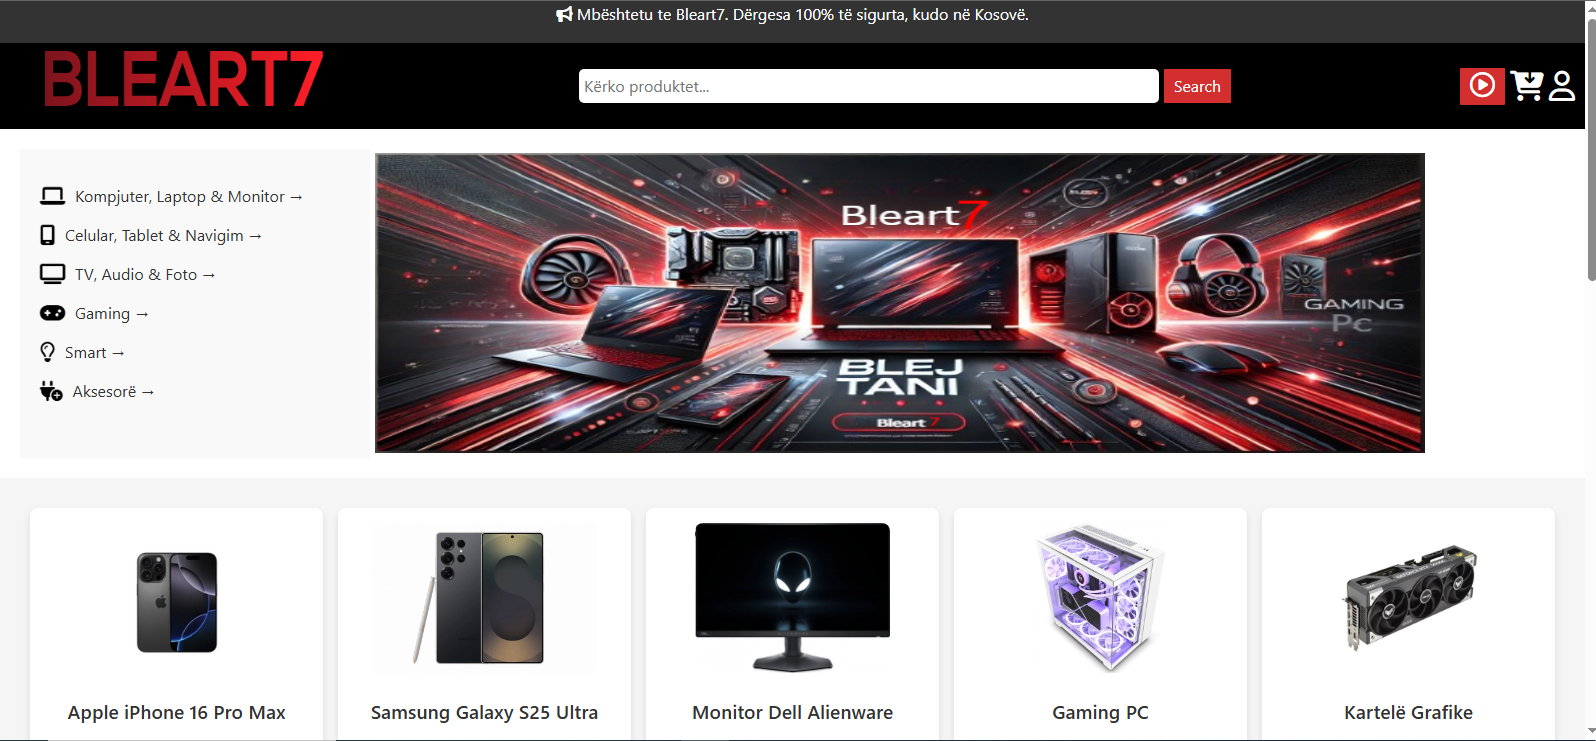 Mbështetu te Bleart7. Dërgesa 100% të sigurta, kudo në Kosovë.
BLEART7
Kërko produktet...
Search
Kompjuter, Laptop & Monitor →
Celular, Tablet & Navigim →
TV, Audio & Foto →
Gaming →
Smart →
Aksesorë →
Bleart7
GAMING
Pc
BLEJ
TANI
Bleart 7
Apple iPhone 16 Pro Max
Samsung Galaxy S25 Ultra
Monitor Dell Alienware
Gaming PC
Kartelë Grafike